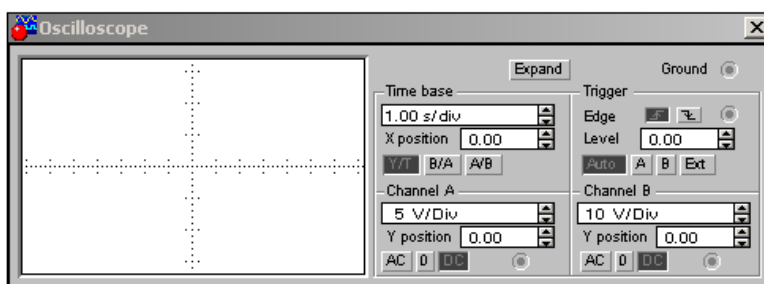 Oscilloscope
Expand
Ground
Time base
1.00 s/div
X position 0.00
Y/T B/A A/B
Trigger
Edge
Level 0.00
Auto A B Ext
Channel A
5 V/Div
Y position 0.00
AC 0 DC
Channel B
10 V/Div
Y position 0.00
AC 0 DC